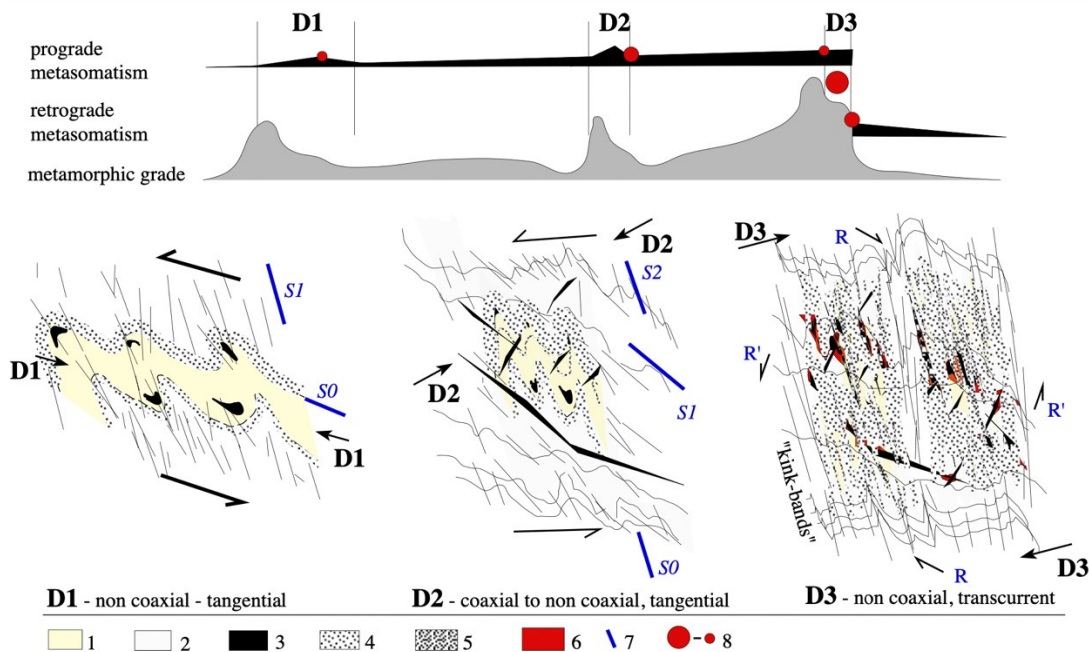 D1
D2
D3
prograde
metasomatism
retrograde
metasomatism
metamorphic grade
D1
D1
S1
S0
D2
D2
S2
S1
S0
D3
R
R'
R'
"kink-bands"
R
D3
D1 - non coaxial - tangential
D2 - coaxial to non coaxial, tangential
D3 - non coaxial, transcurrent
1
2
3
4
5
6
7
8